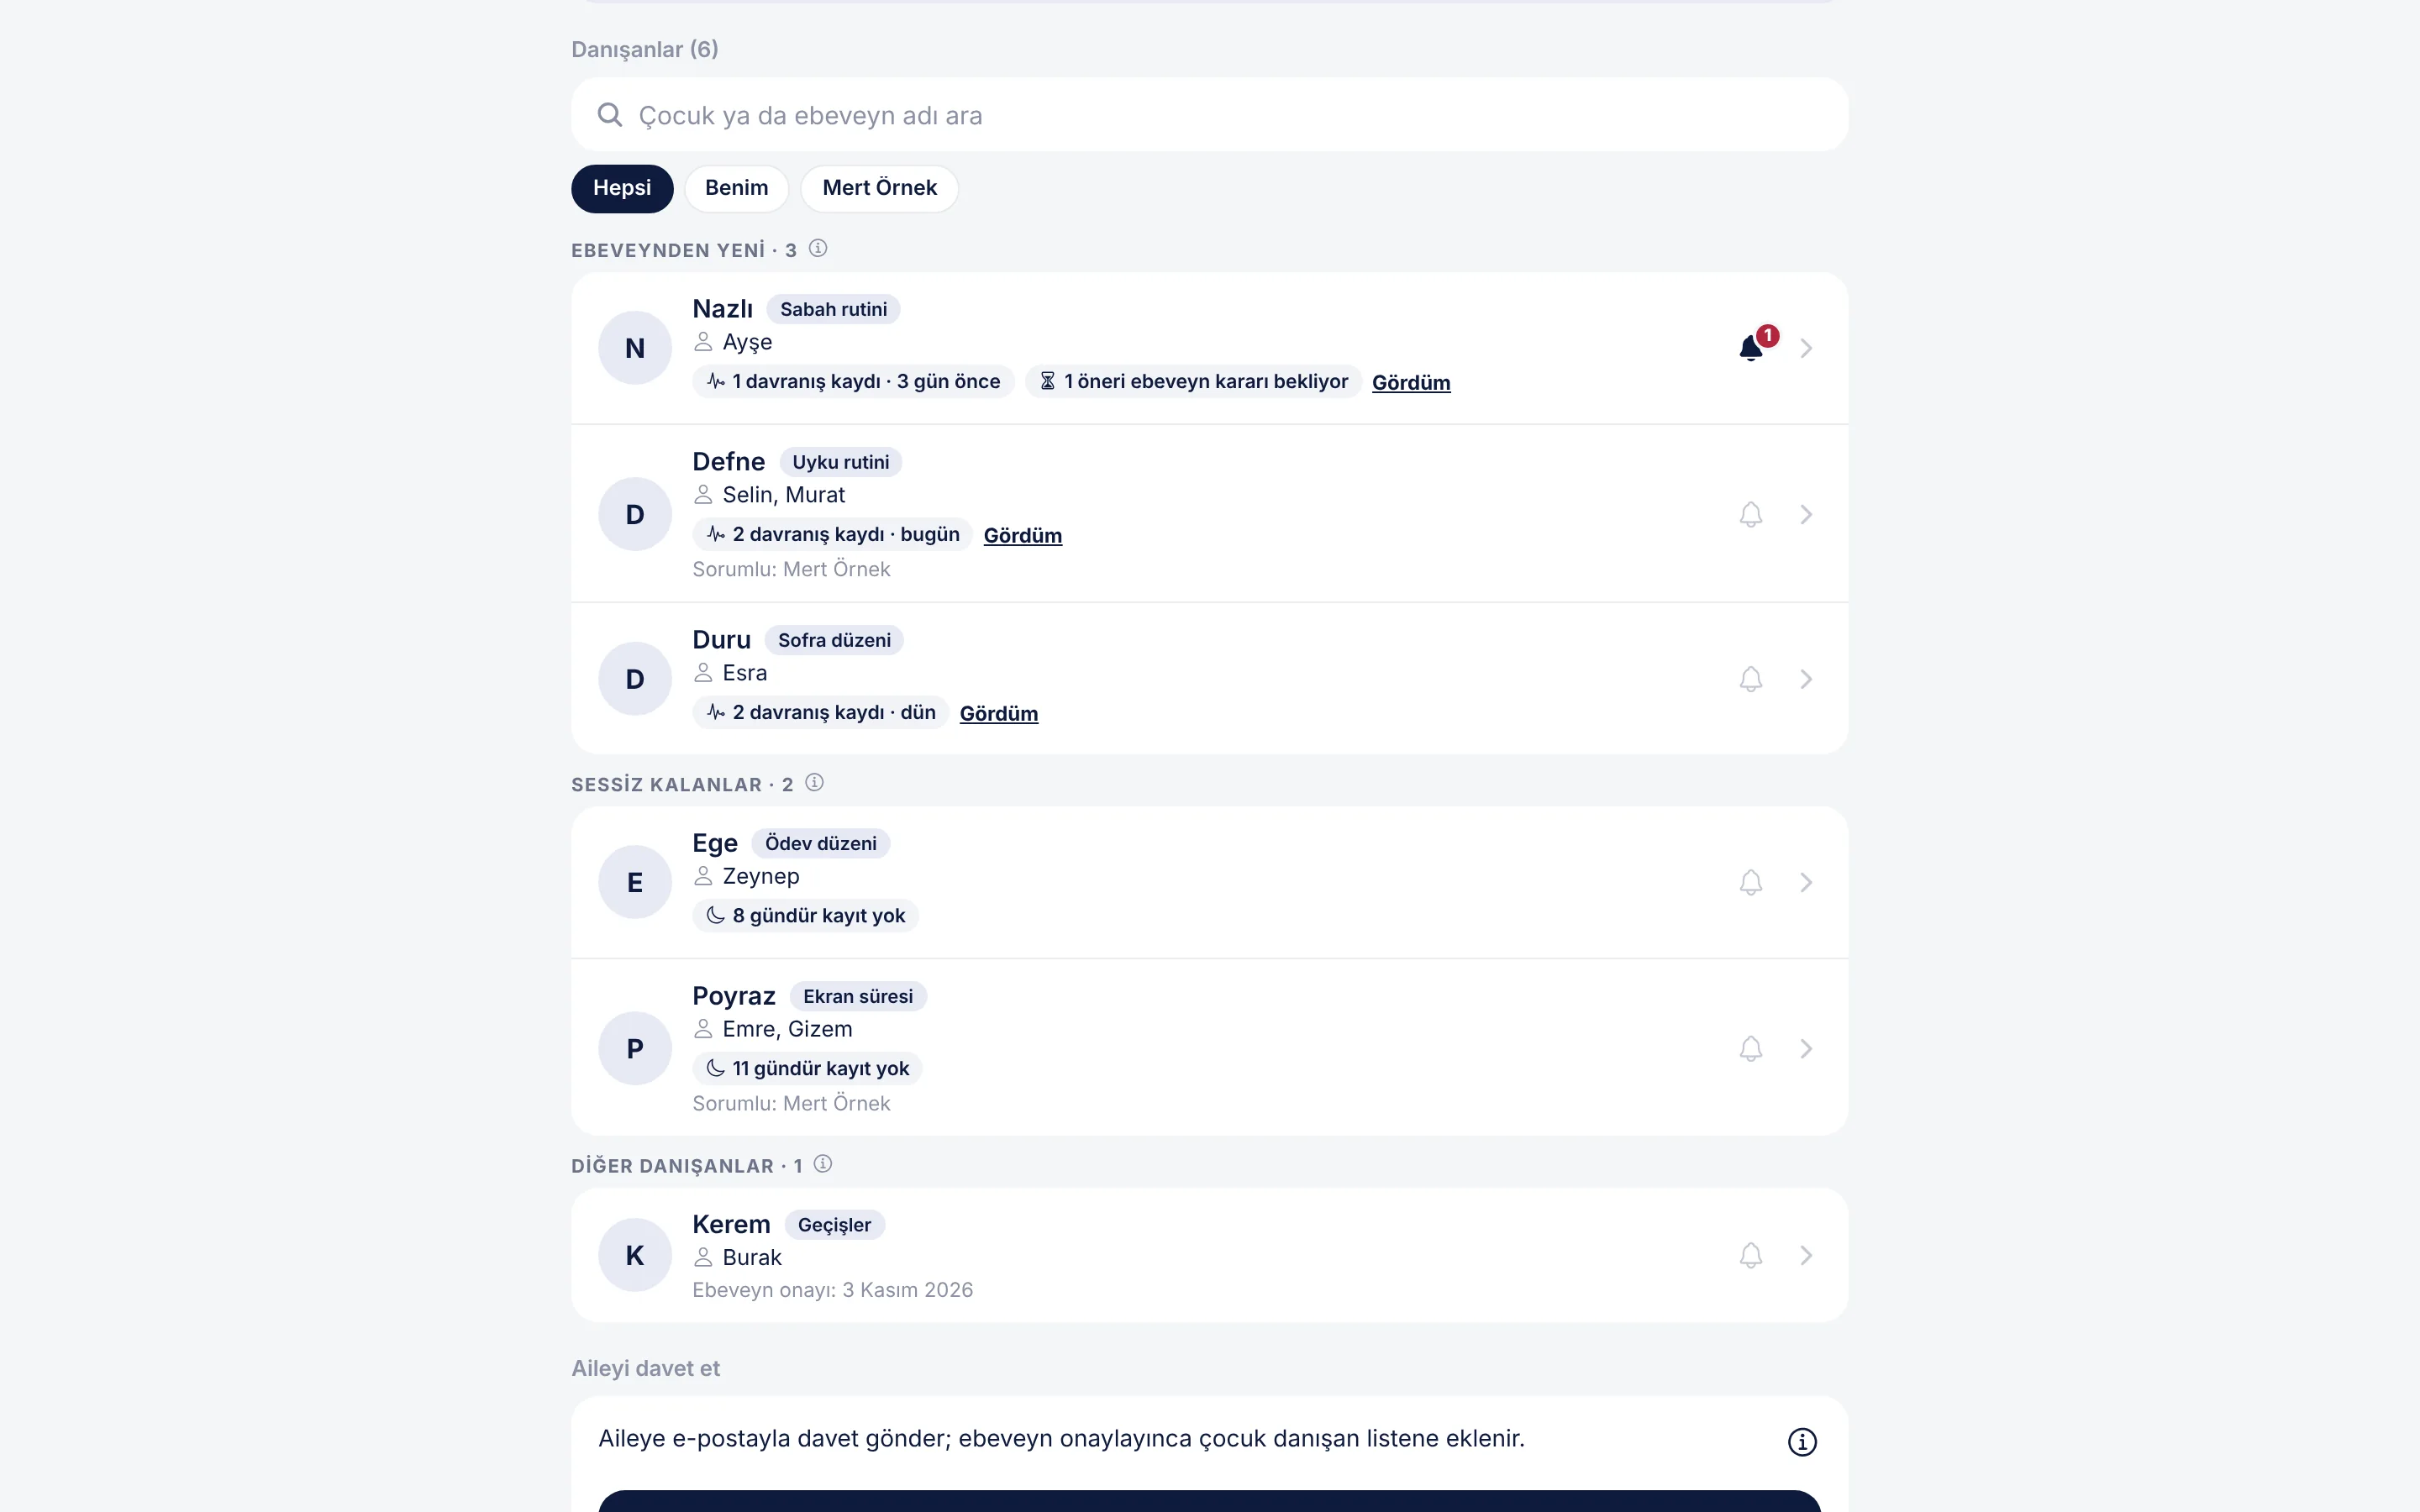 Danışanlar (6)
Çocuk ya da ebeveyn adı ara
Hepsi Benim Mert Örnek
EBEVEYNDEN YENİ · 3
N
Nazlı Sabah rutini
Ayşe
1 davranış kaydı · 3 gün önce 1 öneri ebeveyn kararı bekliyor Gördüm
1
D
Defne Uyku rutini
Selin, Murat
2 davranış kaydı · bugün Gördüm
Sorumlu: Mert Örnek
D
Duru Sofra düzeni
Esra
2 davranış kaydı · dün Gördüm
SESSİZ KALANLAR · 2
E
Ege Ödev düzeni
Zeynep
8 gündür kayıt yok
P
Poyraz Ekran süresi
Emre, Gizem
11 gündür kayıt yok
Sorumlu: Mert Örnek
DİĞER DANIŞANLAR · 1
K
Kerem Geçişler
Burak
Ebeveyn onayı: 3 Kasım 2026
Aileyi davet et
Aileye e-postayla davet gönder; ebeveyn onaylayınca çocuk danışan listene eklenir.